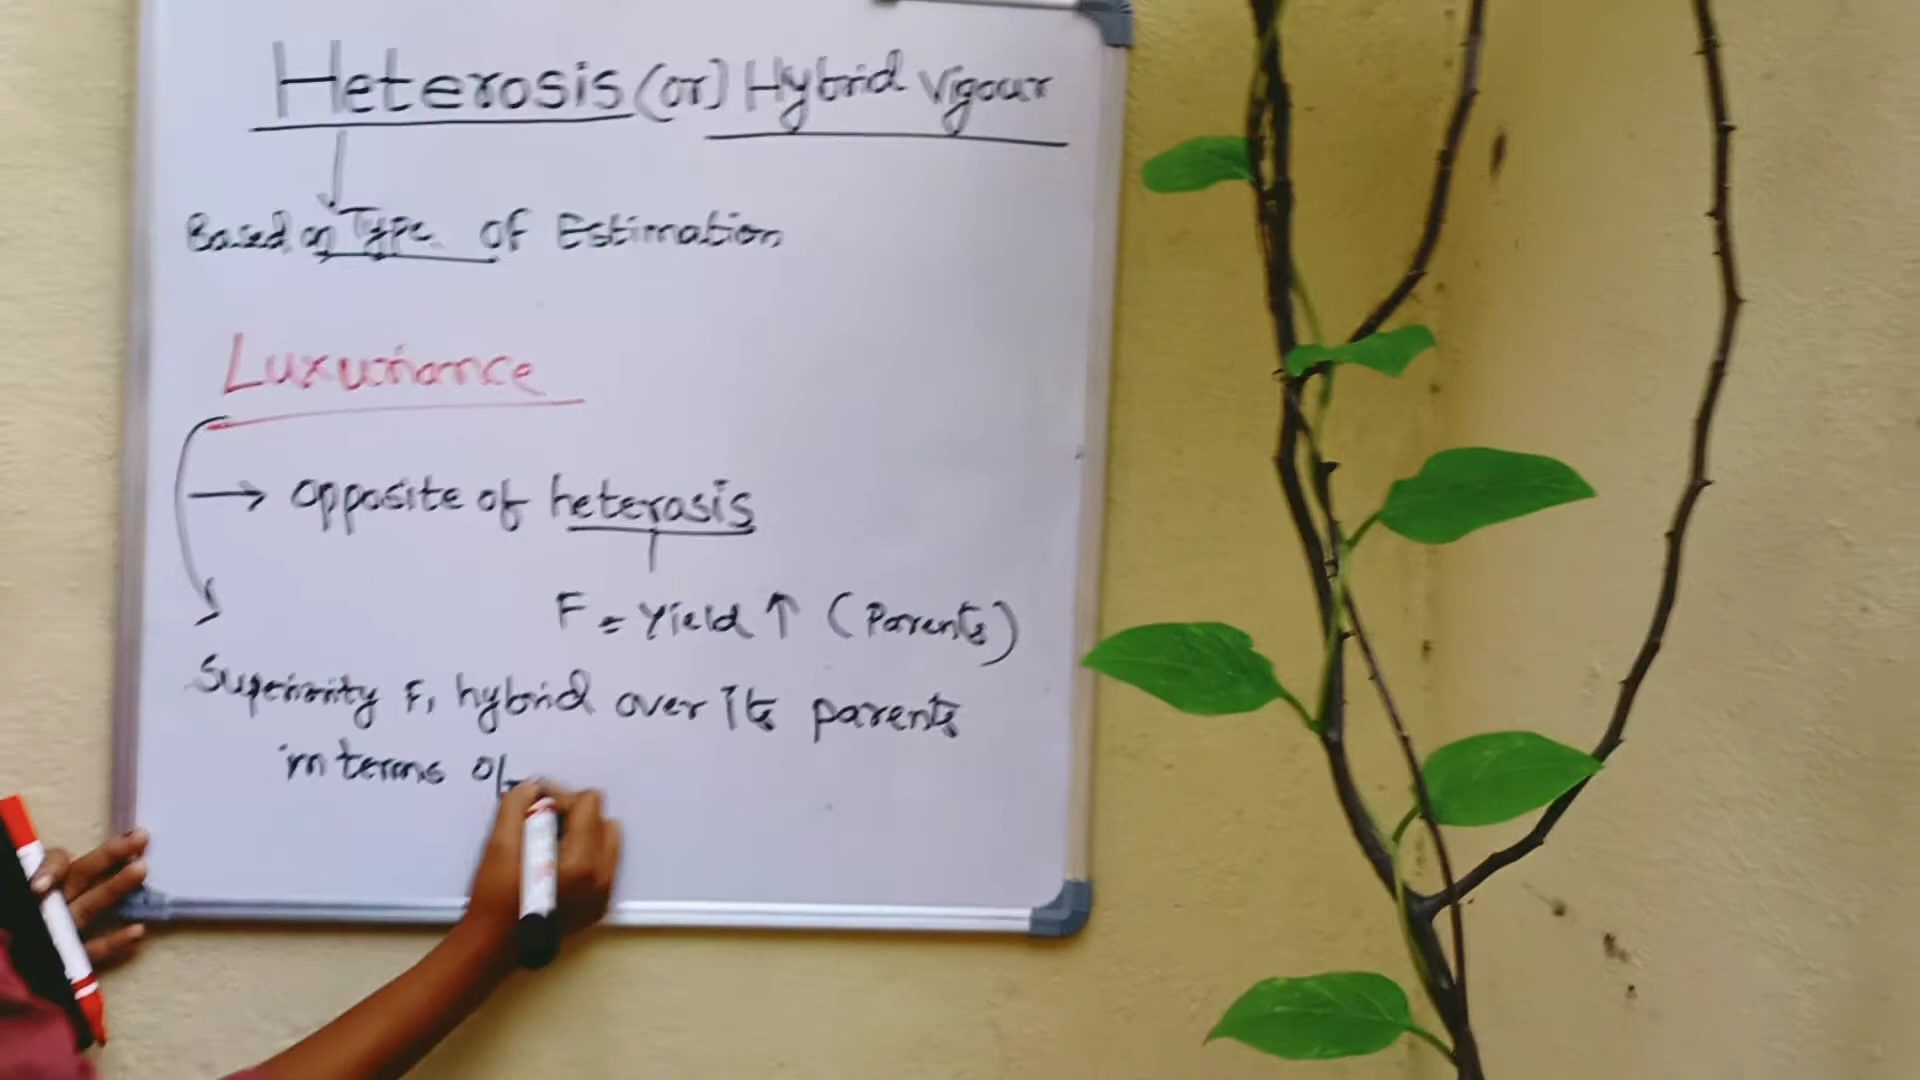 Heterosis (or) Hybrid Vigour
Based on Type of Estimation
Luxuriance
→ opposite of heterosis
F = Yield ↑ (Parents)
Superiority F1 hybrid over its parents
in terms of